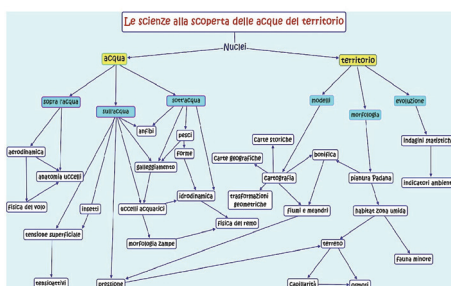 Le scienze alla scoperta delle acque del territorio
Nuclei
acqua
territorio
sopra l'acqua
sull'acqua
sott'acqua
modelli
morfologia
evoluzione
anfibi
pesci
forme
carte storiche
bonifica
indagini statistiche
aerodinamica
galleggiamento
carte geografiche
anatomia uccelli
cartografia
pianura Padana
indicatori ambient
idrodinamica
trasformazioni
geometriche
fisica del volo
insetti
uccelli acquatici
fiumi e meandri
habitat zona umida
fisica del remo
tensione superficiale
morfologia zampe
terreno
fauna minore
tensioattivi
pressione
capillarità